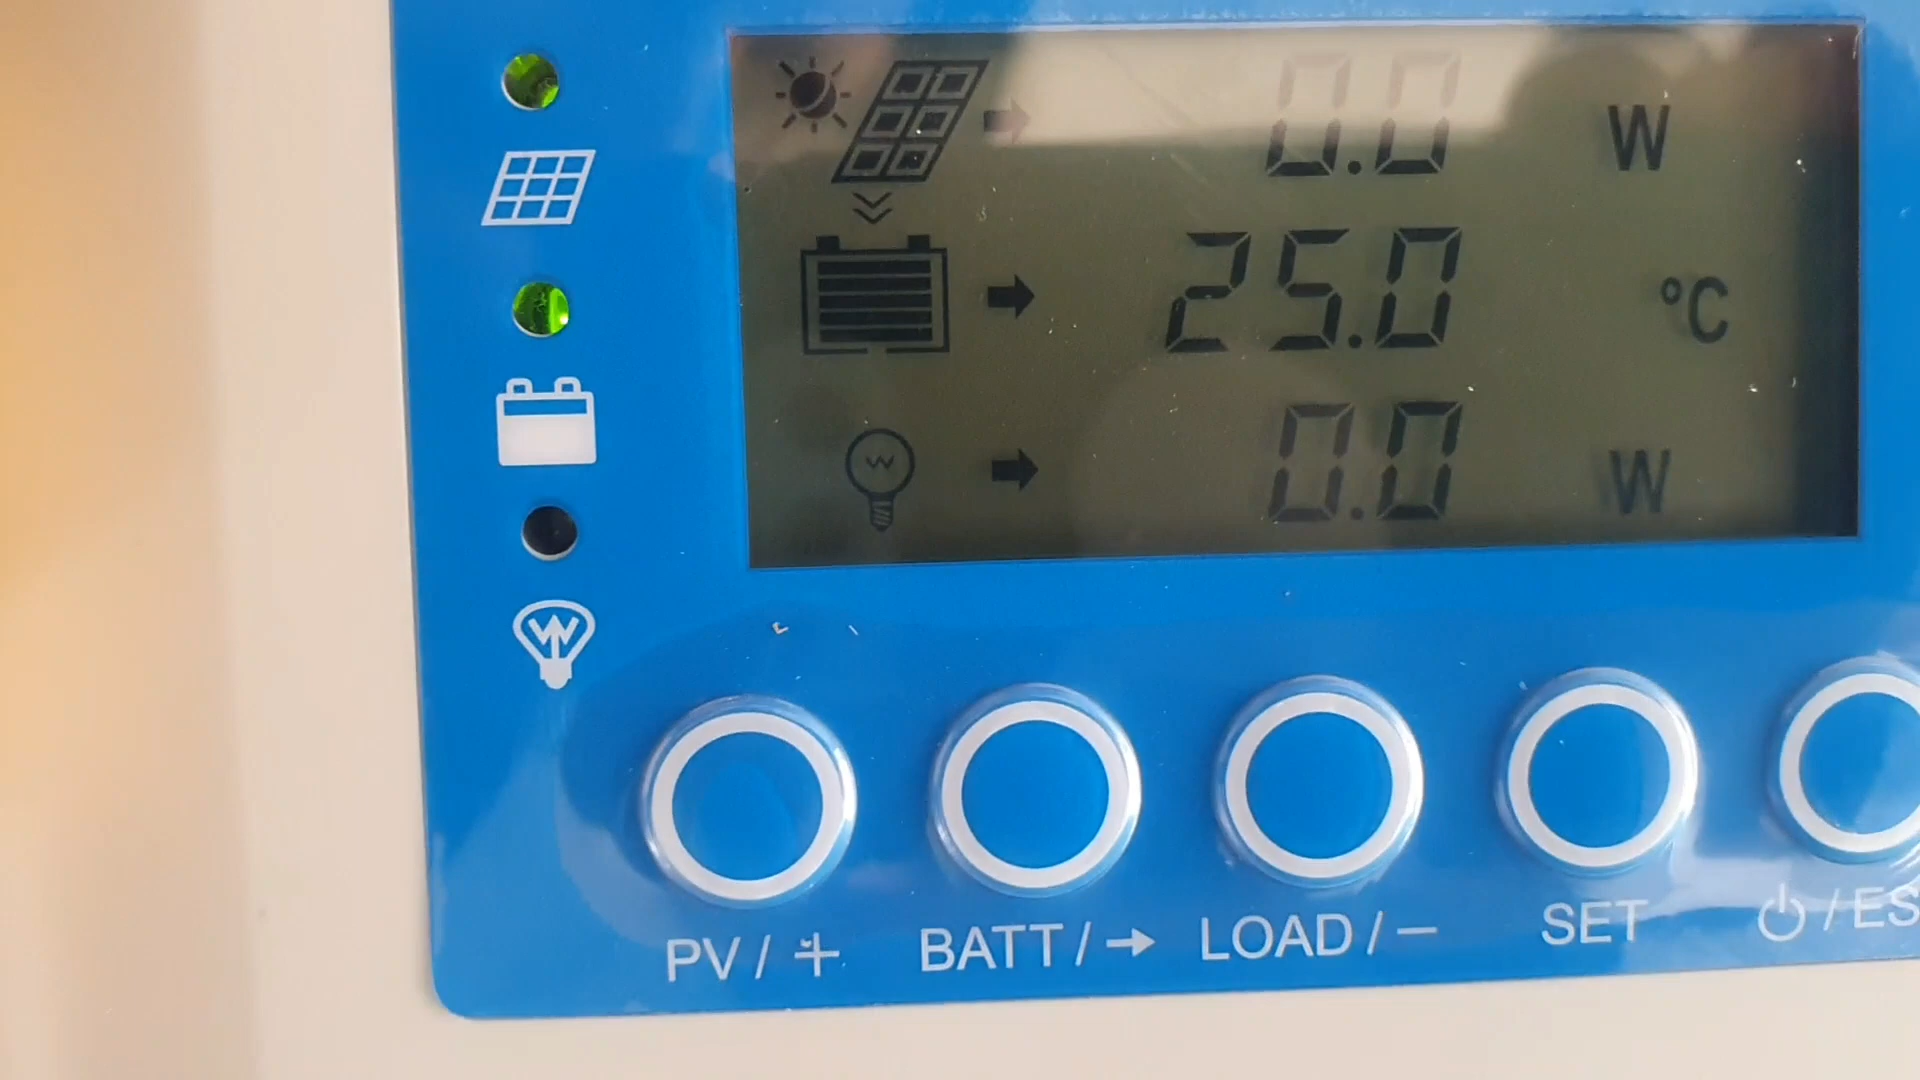 0.0 W
25.0 °C
0.0 W
PV / + BATT / → LOAD / − SET ⏻ / ES